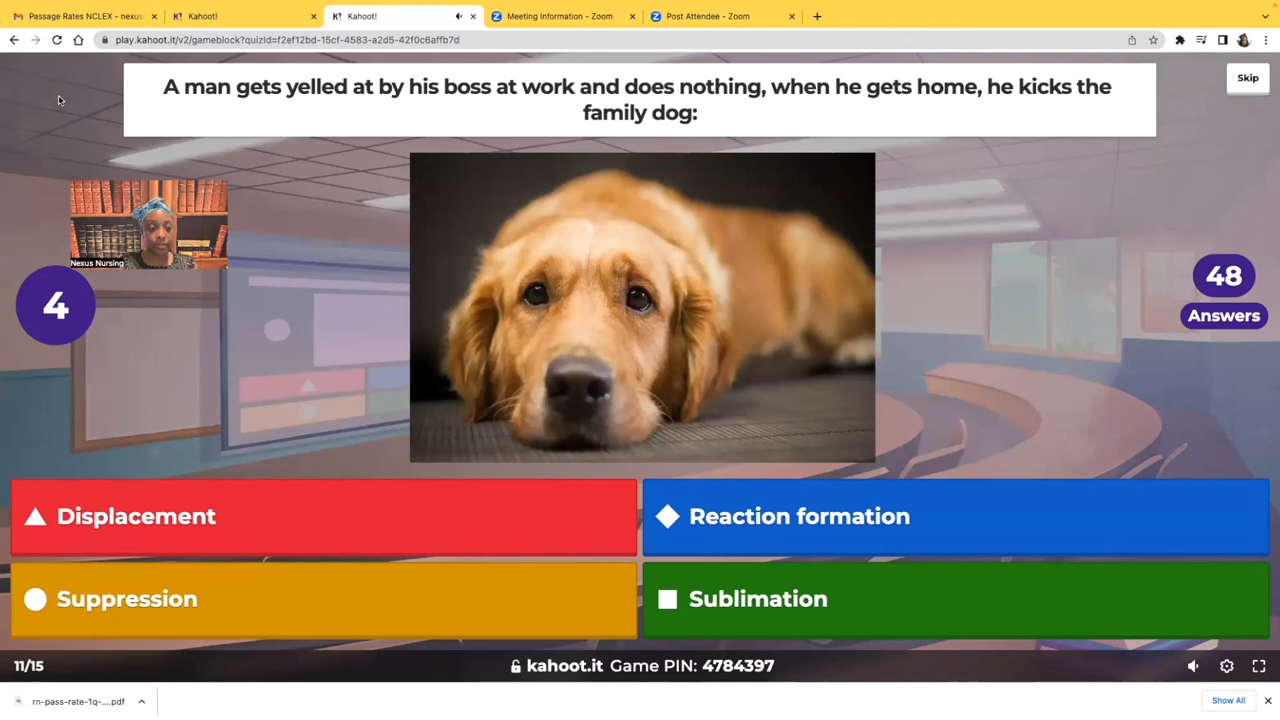 Passage Rates NCLEX - nexus
Kahoot!
Kahoot!
Meeting Information - Zoom
Post Attendee - Zoom
play.kahoot.it/v2/gameblock?quizId=f2ef12bd-15cf-4583-a2d5-42f0c6affb7d
A man gets yelled at by his boss at work and does nothing, when he gets home, he kicks the
family dog:
Skip
Nexus Nursing
4
48
Answers
Displacement
Reaction formation
Suppression
Sublimation
11/15
kahoot.it Game PIN: 4784397
rn-pass-rate-1q-....pdf
Show All